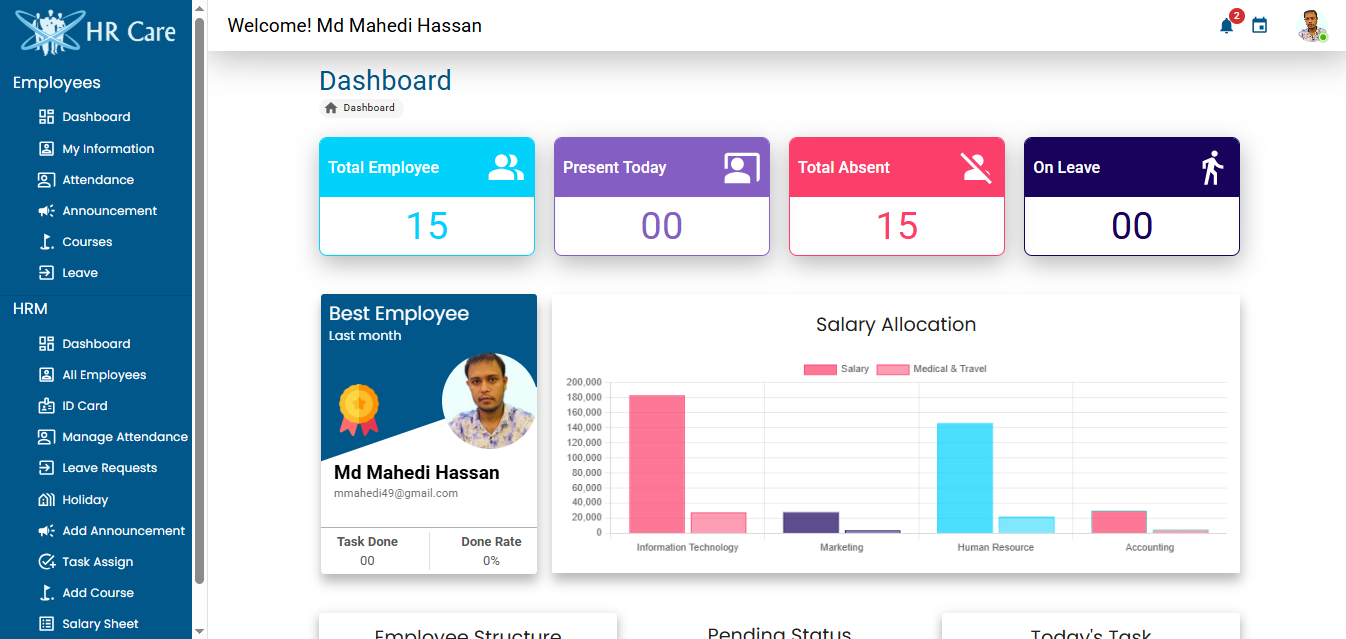 HR Care
Welcome! Md Mahedi Hassan
2
Employees
Dashboard
My Information
Attendance
Announcement
Courses
Leave
HRM
Dashboard
All Employees
ID Card
Manage Attendance
Leave Requests
Holiday
Add Announcement
Task Assign
Add Course
Salary Sheet
Dashboard
Dashboard
Total Employee
15
Present Today
00
Total Absent
15
On Leave
00
Best Employee
Last month
Md Mahedi Hassan
mmahedi49@gmail.com
Task Done
00
Done Rate
0%
Salary Allocation
Salary Medical & Travel
200,000
180,000
160,000
140,000
120,000
100,000
80,000
60,000
40,000
20,000
0
Information Technology Marketing Human Resource Accounting
Employee Structure
Pending Status
Today's Task